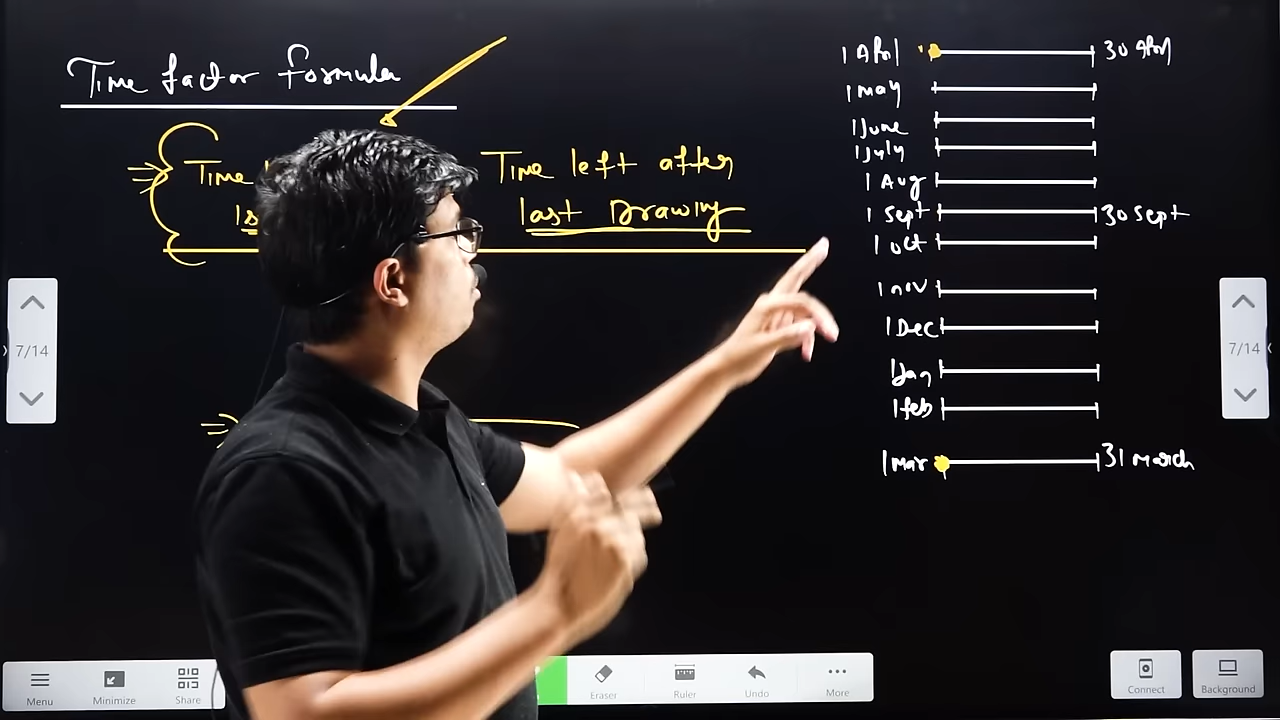 Time factor formula
Time
Time left after
last Drawing
1 April
30 April
1 may
1 June
1 July
1 Aug
1 Sept
30 Sept
1 oct
1 nov
1 Dec
1 Jan
1 feb
1 Mar
31 march
7/14
7/14
Menu
Minimize
Share
Eraser
Ruler
Undo
More
Connect
Background